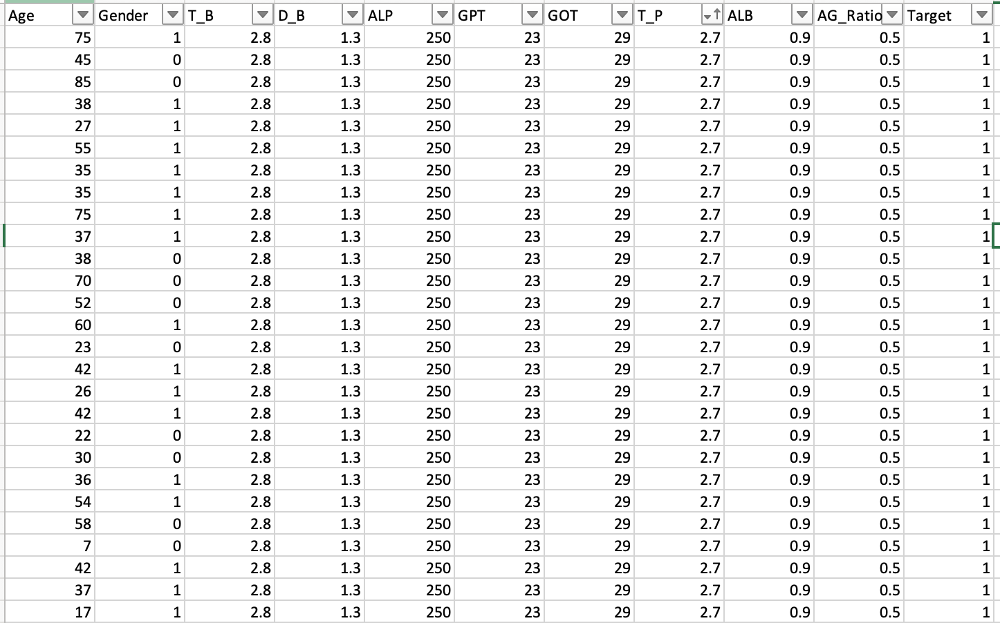 Age Gender T_B D_B ALP GPT GOT T_P ALB AG_Ratio Target
75 1 2.8 1.3 250 23 29 2.7 0.9 0.5 1
45 0 2.8 1.3 250 23 29 2.7 0.9 0.5 1
85 0 2.8 1.3 250 23 29 2.7 0.9 0.5 1
38 1 2.8 1.3 250 23 29 2.7 0.9 0.5 1
27 1 2.8 1.3 250 23 29 2.7 0.9 0.5 1
55 1 2.8 1.3 250 23 29 2.7 0.9 0.5 1
35 1 2.8 1.3 250 23 29 2.7 0.9 0.5 1
35 1 2.8 1.3 250 23 29 2.7 0.9 0.5 1
75 1 2.8 1.3 250 23 29 2.7 0.9 0.5 1
37 1 2.8 1.3 250 23 29 2.7 0.9 0.5 1
38 0 2.8 1.3 250 23 29 2.7 0.9 0.5 1
70 0 2.8 1.3 250 23 29 2.7 0.9 0.5 1
52 0 2.8 1.3 250 23 29 2.7 0.9 0.5 1
60 1 2.8 1.3 250 23 29 2.7 0.9 0.5 1
23 0 2.8 1.3 250 23 29 2.7 0.9 0.5 1
42 1 2.8 1.3 250 23 29 2.7 0.9 0.5 1
26 1 2.8 1.3 250 23 29 2.7 0.9 0.5 1
42 1 2.8 1.3 250 23 29 2.7 0.9 0.5 1
22 0 2.8 1.3 250 23 29 2.7 0.9 0.5 1
30 0 2.8 1.3 250 23 29 2.7 0.9 0.5 1
36 1 2.8 1.3 250 23 29 2.7 0.9 0.5 1
54 1 2.8 1.3 250 23 29 2.7 0.9 0.5 1
58 0 2.8 1.3 250 23 29 2.7 0.9 0.5 1
7 0 2.8 1.3 250 23 29 2.7 0.9 0.5 1
42 1 2.8 1.3 250 23 29 2.7 0.9 0.5 1
37 1 2.8 1.3 250 23 29 2.7 0.9 0.5 1
17 1 2.8 1.3 250 23 29 2.7 0.9 0.5 1